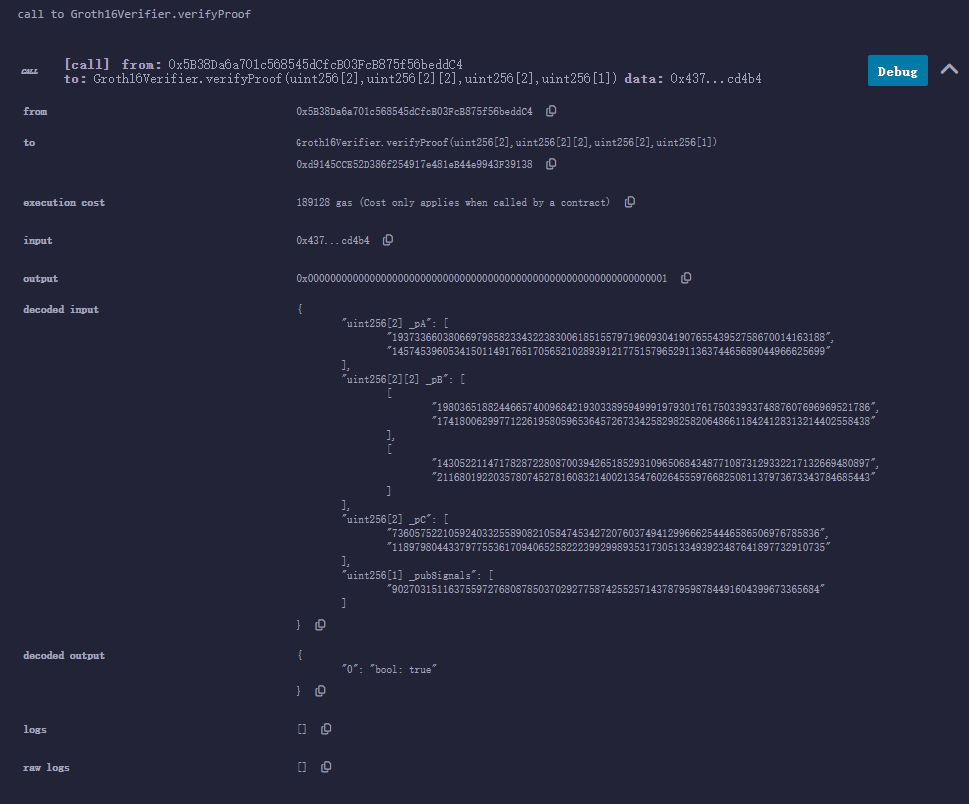 call to Groth16Verifier.verifyProof
CALL
[call] from: 0x5B38Da6a701c568545dCfcB03FcB875f56beddC4
to: Groth16Verifier.verifyProof(uint256[2],uint256[2][2],uint256[2],uint256[1]) data: 0x437...cd4b4
Debug
from 0x5B38Da6a701c568545dCfcB03FcB875f56beddC4
to Groth16Verifier.verifyProof(uint256[2],uint256[2][2],uint256[2],uint256[1])
0xd9145CCE52D386f254917e481eB44e9943F39138
execution cost 189128 gas (Cost only applies when called by a contract)
input 0x437...cd4b4
output 0x0000000000000000000000000000000000000000000000000000000000000001
decoded input {
"uint256[2] _pA": [
"19373366038066979858233432238300618515579719609304190765543952758670014163188",
"14574539605341501149176517056521028939121775157965291136374465689044966625699"
],
"uint256[2][2] _pB": [
[
"19803651882446657400968421930338959499919793017617503393374887607696969521786",
"17418006299771226195805965364572673342582982582064866118424128313214402558438"
],
[
"14305221147178287228087003942651852931096506843487710873129332217132669480897",
"21168019220357807452781608321400213547602645559766825081137973673343784685443"
]
],
"uint256[2] _pC": [
"7360575221059240332558908210584745342720760374941299666254446586506976785836",
"11897980443379775536170940652582223992998935317305133493923487641897732910735"
],
"uint256[1] _pubSignals": [
"9027031511637559727680878503702927758742552571437879598784491604399673365684"
]
}
decoded output {
"0": "bool: true"
}
logs []
raw logs []